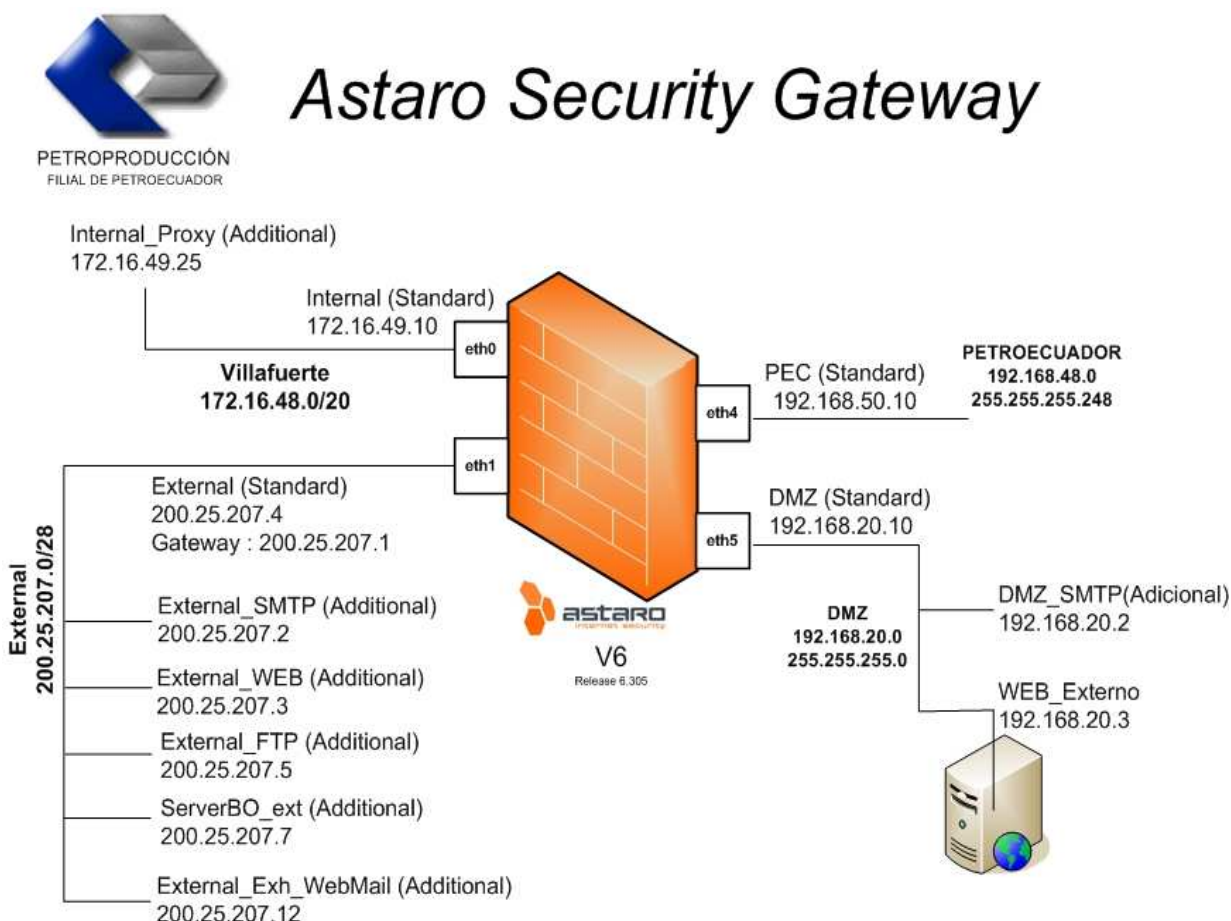 Astaro Security Gateway
PETROPRODUCCIÓN
FILIAL DE PETROECUADOR
Internal_Proxy (Additional)
172.16.49.25
Internal (Standard)
172.16.49.10
eth0
Villafuerte
172.16.48.0/20
eth1
External (Standard)
200.25.207.4
Gateway : 200.25.207.1
External
200.25.207.0/28
External_SMTP (Additional)
200.25.207.2
External_WEB (Additional)
200.25.207.3
External_FTP (Additional)
200.25.207.5
ServerBO_ext (Additional)
200.25.207.7
External_Exh_WebMail (Additional)
200.25.207.12
astaro
internet security
V6
Release 6.305
eth4
PEC (Standard)
192.168.50.10
PETROECUADOR
192.168.48.0
255.255.255.248
eth5
DMZ (Standard)
192.168.20.10
DMZ
192.168.20.0
255.255.255.0
DMZ_SMTP(Adicional)
192.168.20.2
WEB_Externo
192.168.20.3